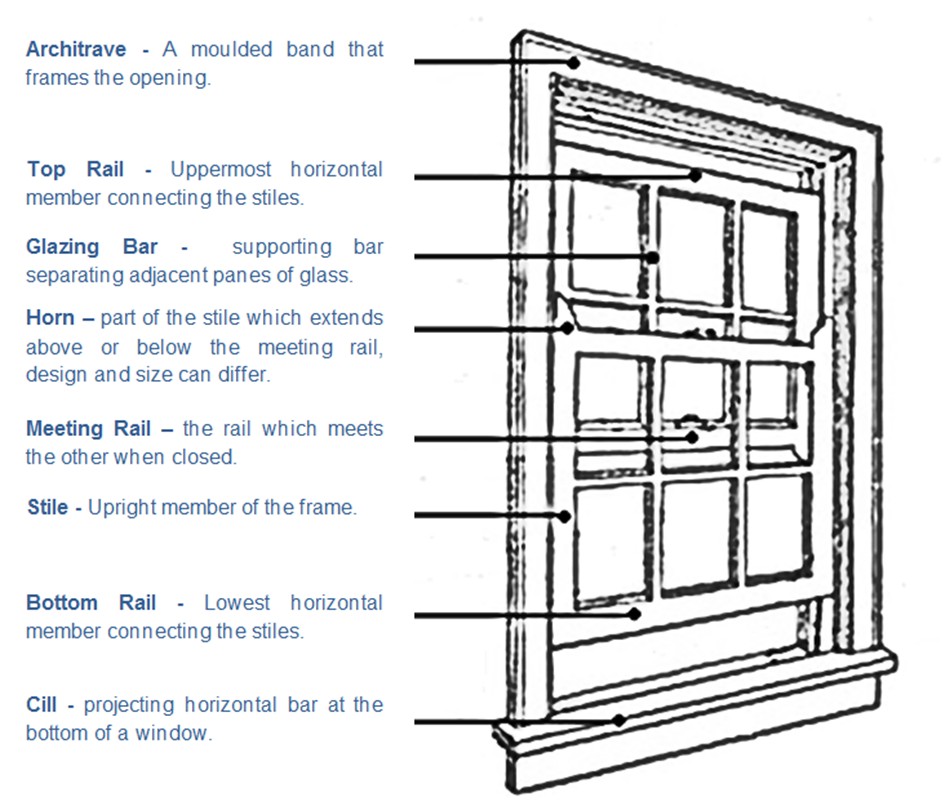 Architrave - A moulded band that
frames the opening.
Top Rail - Uppermost horizontal
member connecting the stiles.
Glazing Bar - supporting bar
separating adjacent panes of glass.
Horn – part of the stile which extends
above or below the meeting rail,
design and size can differ.
Meeting Rail – the rail which meets
the other when closed.
Stile - Upright member of the frame.
Bottom Rail - Lowest horizontal
member connecting the stiles.
Cill - projecting horizontal bar at the
bottom of a window.